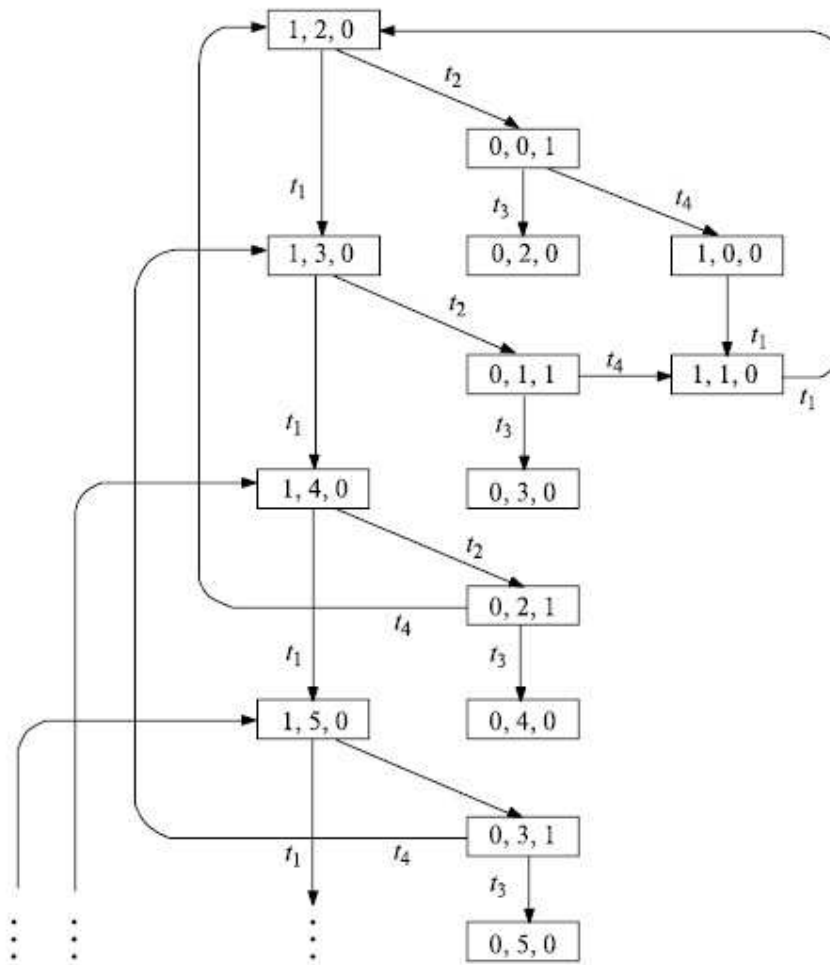 1, 2, 0
t₂
0, 0, 1
t₁
t₃
t₄
1, 3, 0
0, 2, 0
1, 0, 0
t₂
t₁
0, 1, 1
t₄
1, 1, 0
t₁
t₁
t₃
1, 4, 0
0, 3, 0
t₂
0, 2, 1
t₄
t₁
t₃
1, 5, 0
0, 4, 0
0, 3, 1
t₁
t₄
t₃
0, 5, 0